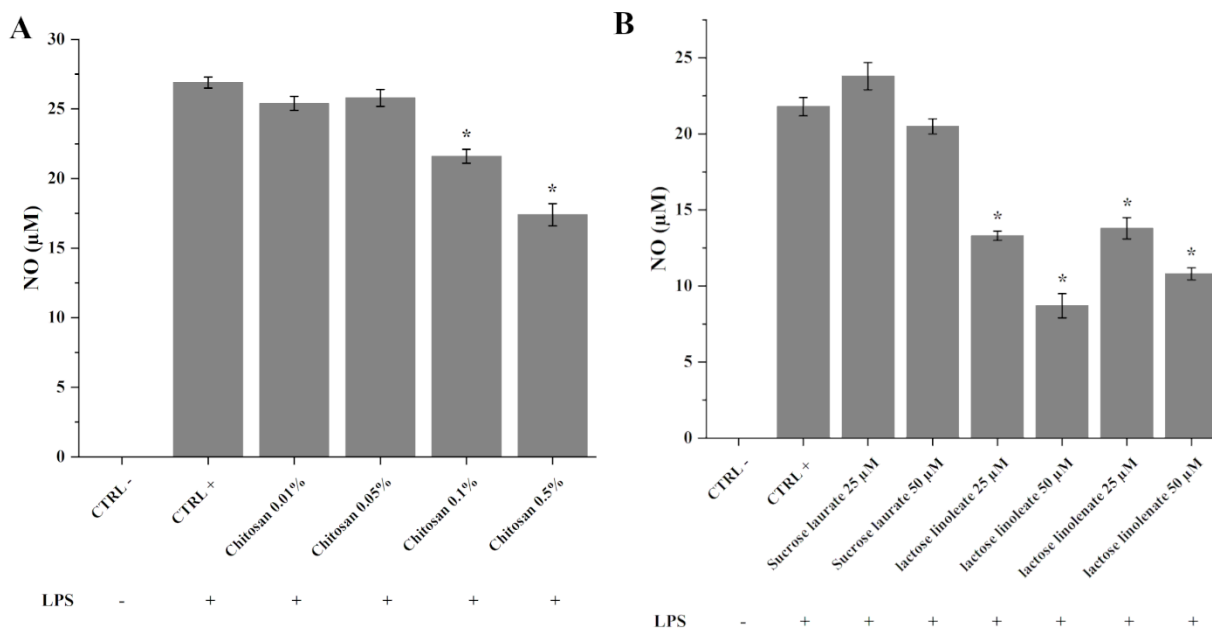 A
NO (µM)
30
25
20
15
10
5
0
*
*
CTRL -
CTRL +
Chitosan 0.01%
Chitosan 0.05%
Chitosan 0.1%
Chitosan 0.5%
LPS - + + + + +
B
NO (µM)
25
20
15
10
5
0
*
*
*
*
CTRL -
CTRL +
Sucrose laurate 25 µM
Sucrose laurate 50 µM
lactose linoleate 25 µM
lactose linoleate 50 µM
lactose linolenate 25 µM
lactose linolenate 50 µM
LPS - + + + + + + +